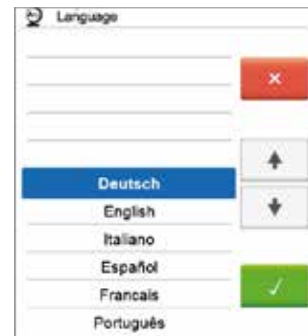 Language
Deutsch
English
Italiano
Español
Francais
Português